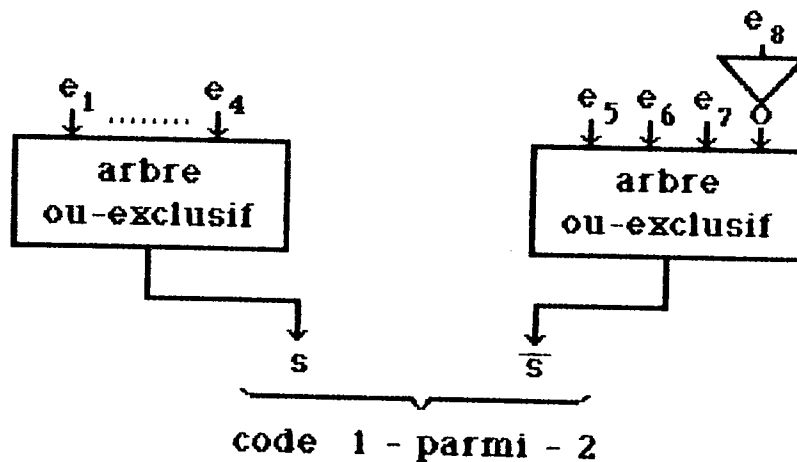 e8
e1 ........ e4
e5 e6 e7
arbre
ou-exclusif
arbre
ou-exclusif
s
s̅
code 1 - parmi - 2